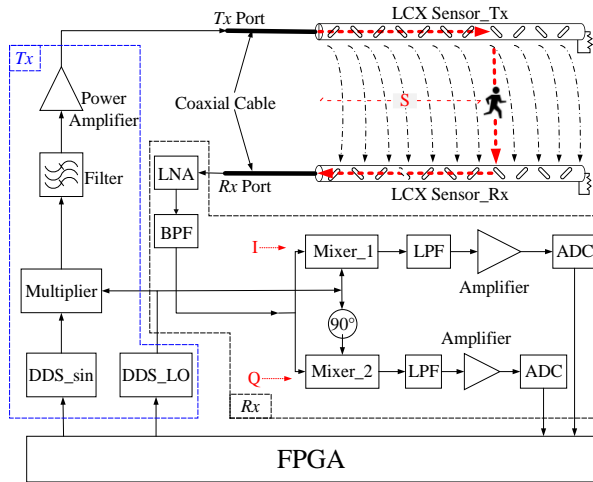 Tx Port
LCX Sensor_Tx
Tx
Power
Amplifier
Coaxial Cable
S
Filter
LNA
Rx Port
LCX Sensor_Rx
BPF
I
Mixer_1
LPF
ADC
Amplifier
Multiplier
90°
Amplifier
DDS_sin
DDS_LO
Q
Mixer_2
LPF
ADC
Rx
FPGA